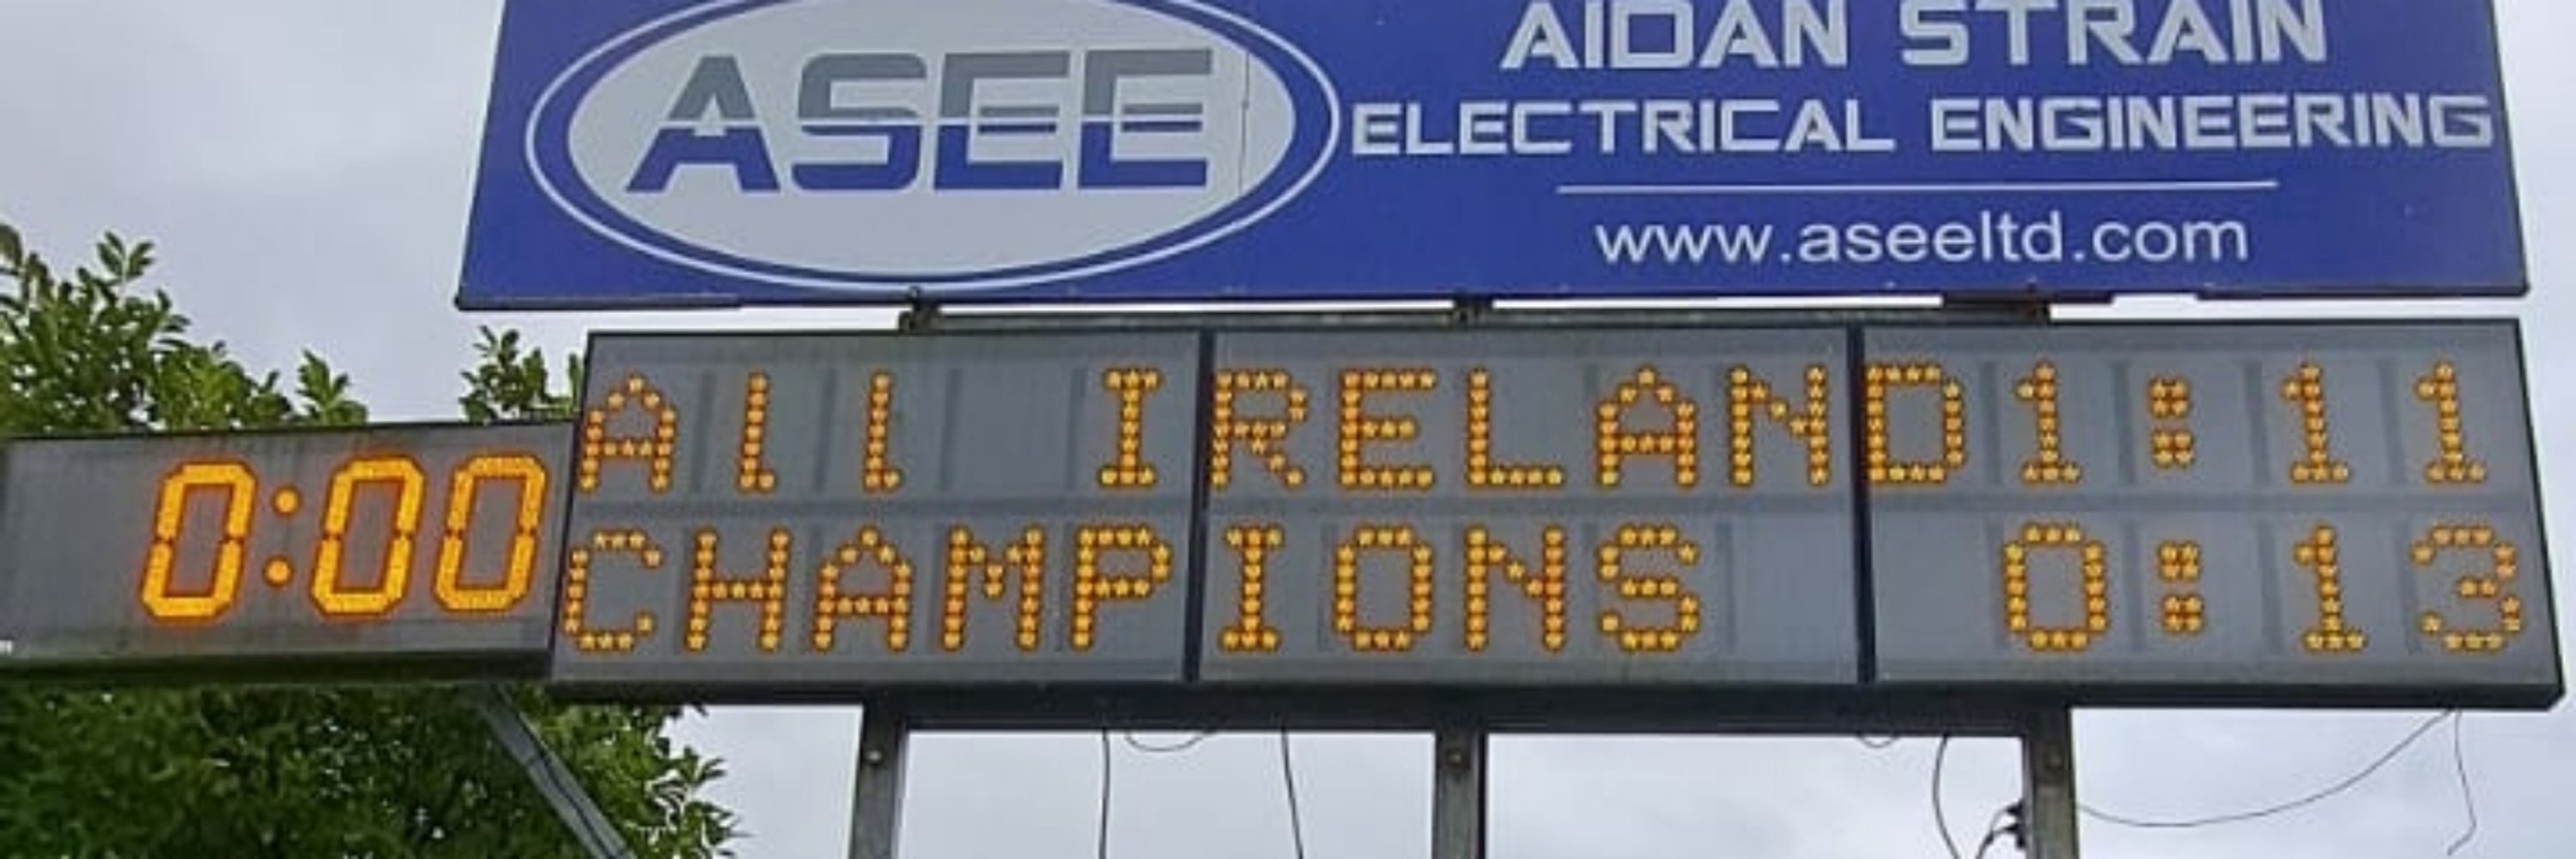 ASEE
AIDAN STRAIN
ELECTRICAL ENGINEERING
www.aseeltd.com
0:00
All IRELAND 1:11
CHAMPIONS 0:13